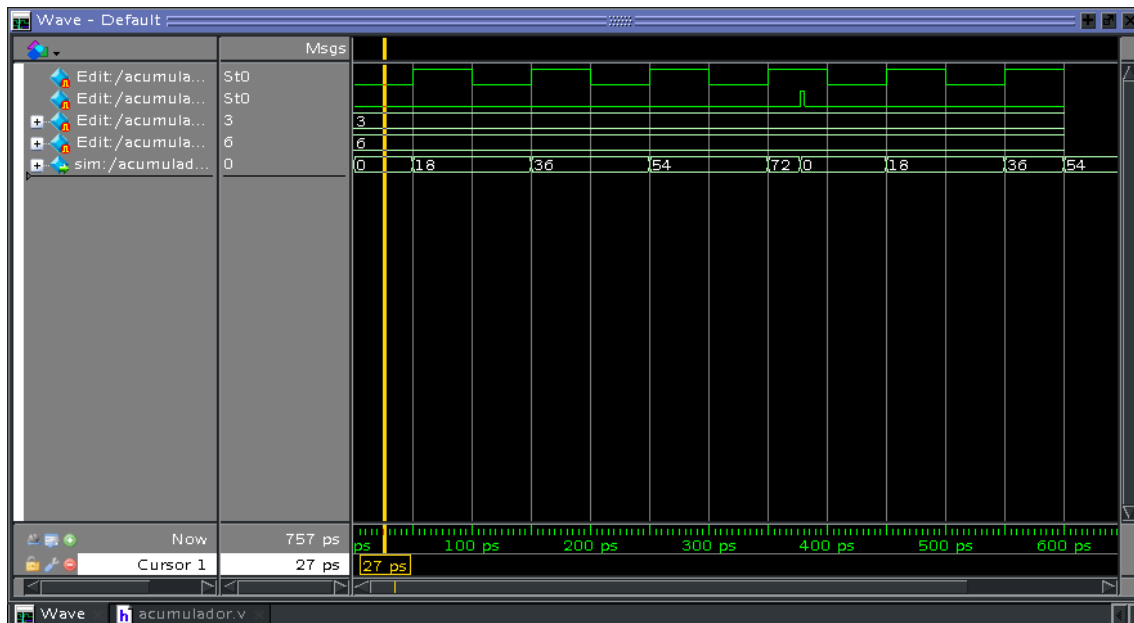 Wave - Default
Msgs
Edit:/acumula... St0
Edit:/acumula... St0
Edit:/acumula... 3 3
Edit:/acumula... 6 6
sim:/acumulad... 0 0 18 36 54 72 0 18 36 54
Now 757 ps ps 100 ps 200 ps 300 ps 400 ps 500 ps 600 ps
Cursor 1 27 ps 27 ps
Wave h acumulador.v